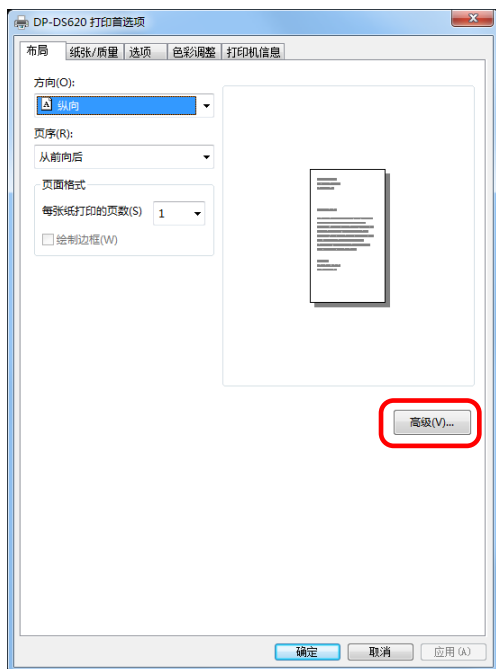 DP-DS620 打印首选项
布局 纸张/质量 选项 色彩调整 打印机信息
方向(O):
A 纵向
页序(R):
从前向后
页面格式
每张纸打印的页数(S) 1
绘制边框(W)
高级(V)...
确定 取消 应用(A)